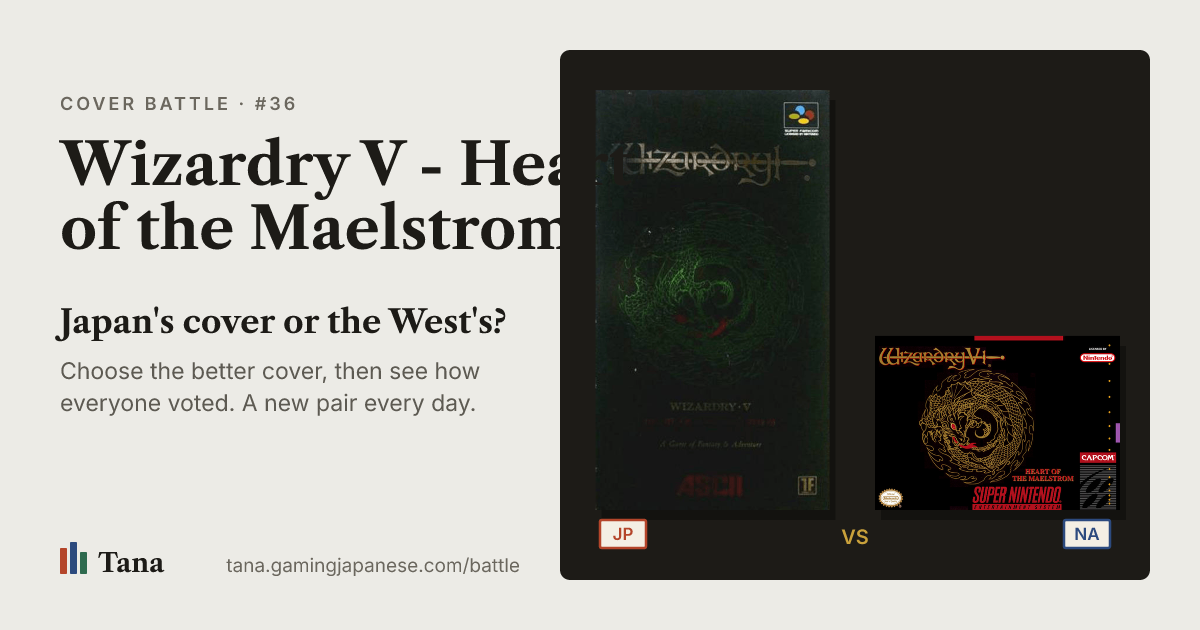 COVER BATTLE · #36
Wizardry V - Hea
of the Maelstrom
Japan's cover or the West's?
Choose the better cover, then see how
everyone voted. A new pair every day.
Tana
tana.gamingjapanese.com/battle
SUPER FAMICOM
Wizardry
WIZARDRY·V
A Game of Fantasy & Adventure
ASCII
JP
VS
Wizardry V
Nintendo
CAPCOM
HEART OF
THE MAELSTROM
SUPER NINTENDO
ENTERTAINMENT SYSTEM
NA